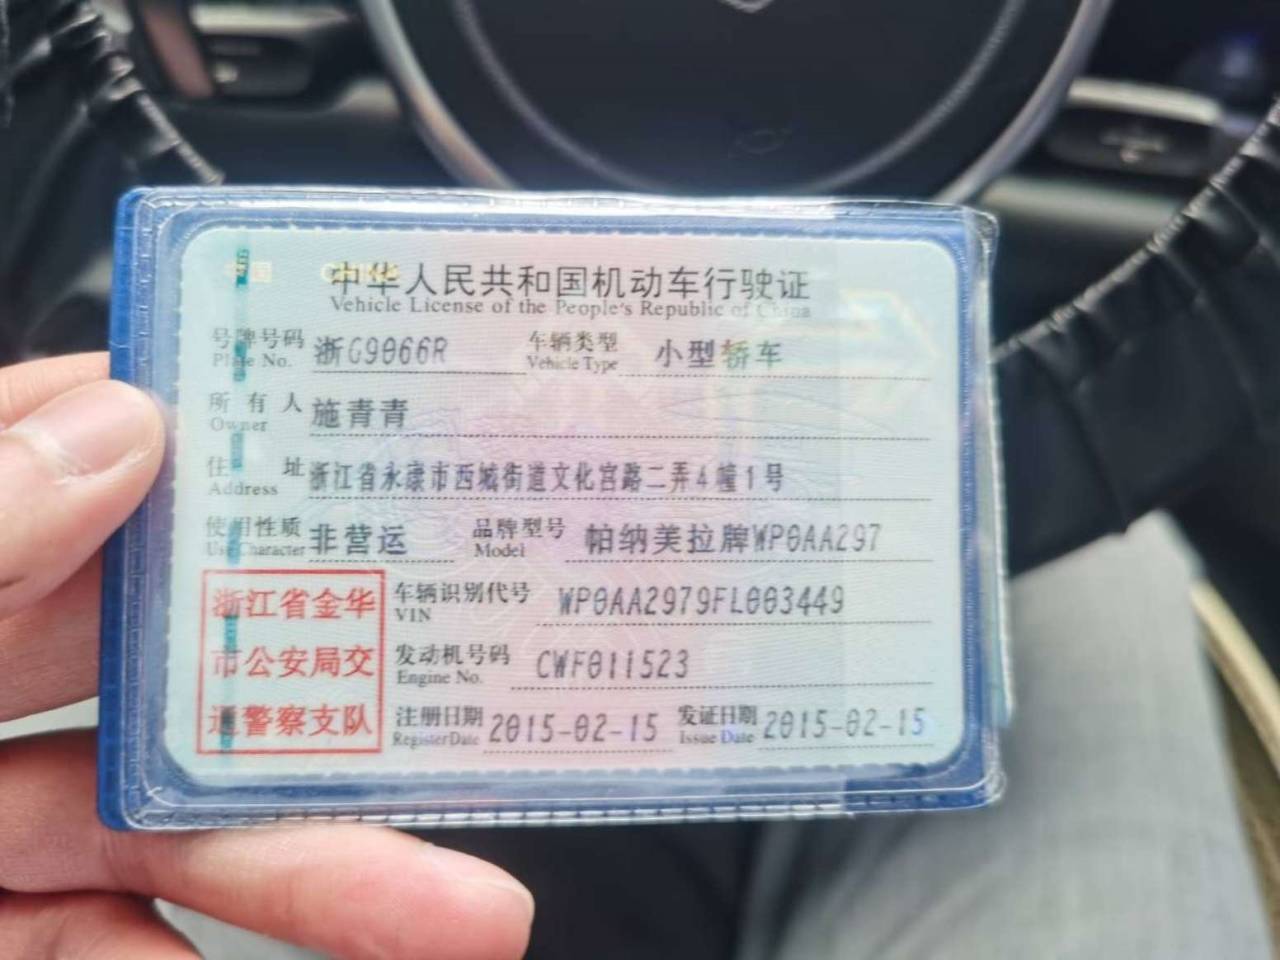 中国 CHINA
中华人民共和国机动车行驶证
Vehicle License of the People's Republic of China
号牌号码 浙G9066R 车辆类型 小型轿车
Plate No. Vehicle Type
所有人 施青青
Owner
住址 浙江省永康市西城街道文化宫路二弄4幢1号
Address
使用性质 非营运 品牌型号 帕纳美拉牌WP0AA297
Use Character Model
浙江省金华 车辆识别代号 WP0AA2979FL003449
VIN
市公安局交 发动机号码 CWF011523
Engine No.
通警察支队 注册日期 2015-02-15 发证日期 2015-02-15
Register Date Issue Date